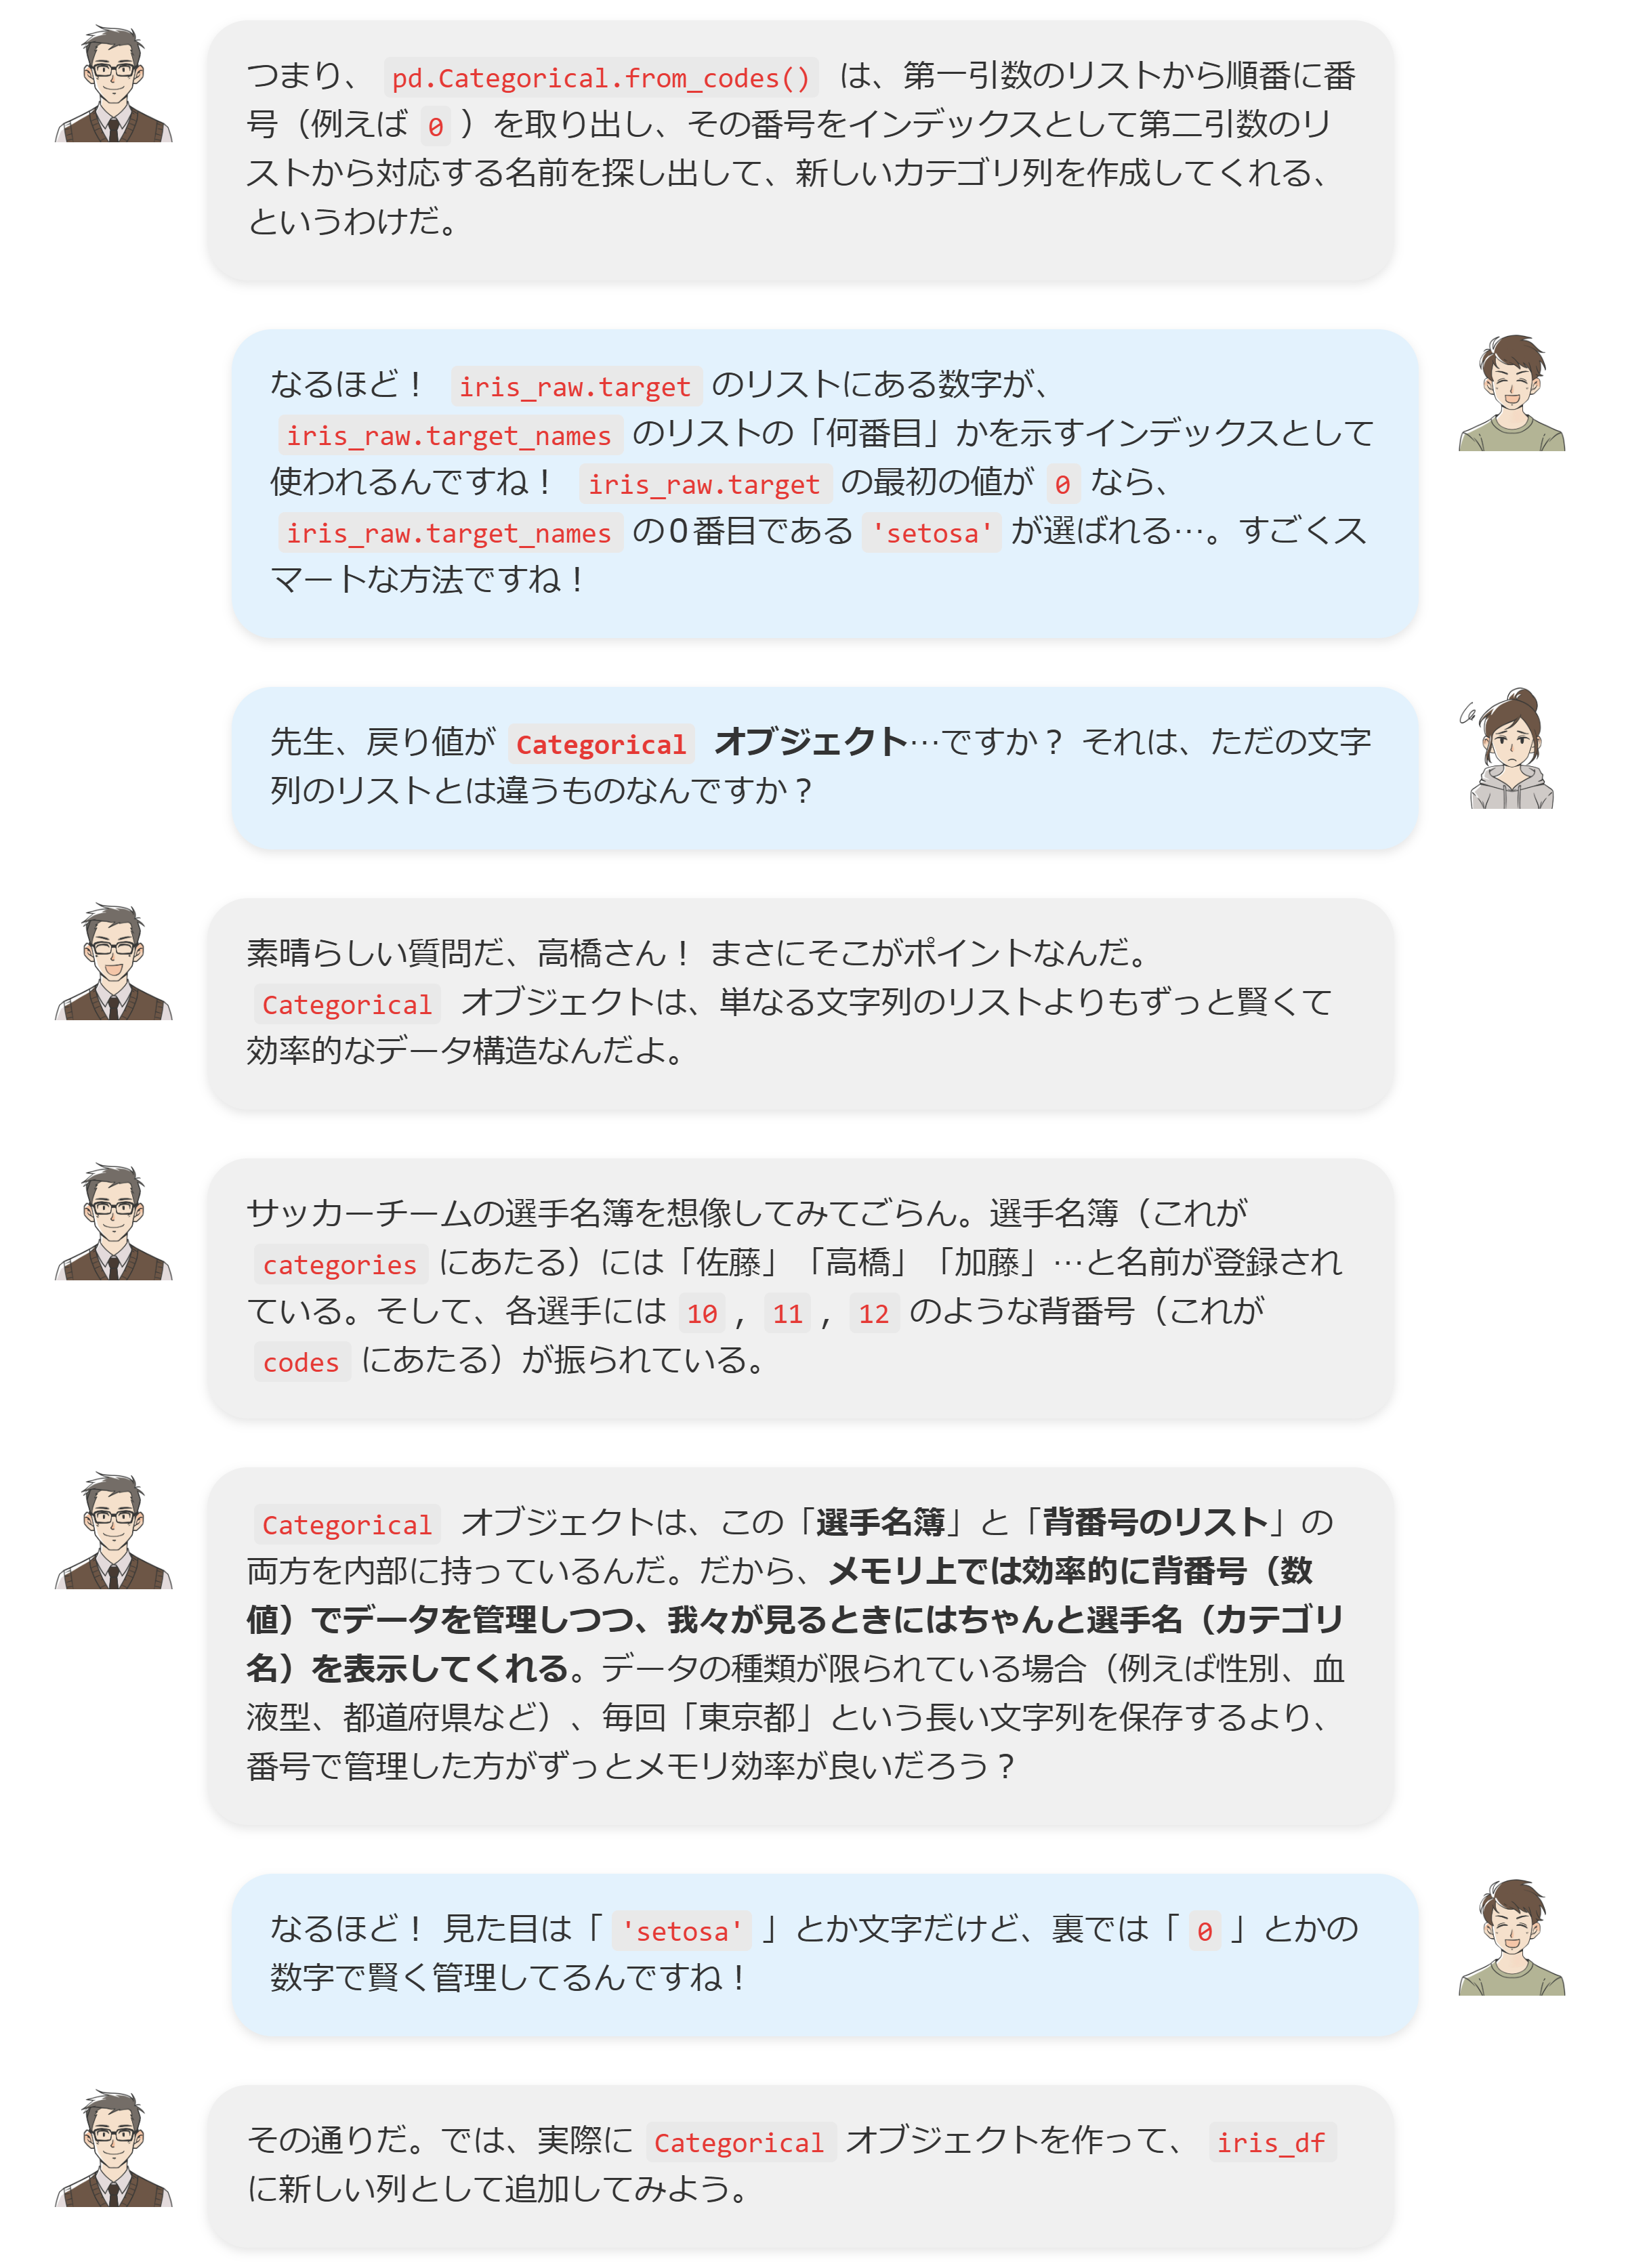 つまり、 pd.Categorical.from_codes() は、第一引数のリストから順番に番
号（例えば 0 ）を取り出し、その番号をインデックスとして第二引数のリ
ストから対応する名前を探し出して、新しいカテゴリ列を作成してくれる、
というわけだ。
なるほど！ iris_raw.target のリストにある数字が、
iris_raw.target_names のリストの「何番目」かを示すインデックスとして
使われるんですね！ iris_raw.target の最初の値が 0 なら、
iris_raw.target_names の０番目である 'setosa' が選ばれる…。すごくス
マートな方法ですね！
先生、戻り値が Categorical オブジェクト…ですか？ それは、ただの文字
列のリストとは違うものなんですか？
素晴らしい質問だ、高橋さん！ まさにそこがポイントなんだ。
Categorical オブジェクトは、単なる文字列のリストよりもずっと賢くて
効率的なデータ構造なんだよ。
サッカーチームの選手名簿を想像してみてごらん。選手名簿（これが
categories にあたる）には「佐藤」「高橋」「加藤」…と名前が登録され
ている。そして、各選手には 10 , 11 , 12 のような背番号（これが
codes にあたる）が振られている。
Categorical オブジェクトは、この「選手名簿」と「背番号のリスト」の
両方を内部に持っているんだ。だから、メモリ上では効率的に背番号（数
値）でデータを管理しつつ、我々が見るときにはちゃんと選手名（カテゴリ
名）を表示してくれる。データの種類が限られている場合（例えば性別、血
液型、都道府県など）、毎回「東京都」という長い文字列を保存するより、
番号で管理した方がずっとメモリ効率が良いだろう？
なるほど！ 見た目は「 'setosa' 」とか文字だけど、裏では「 0 」とかの
数字で賢く管理してるんですね！
その通りだ。では、実際に Categorical オブジェクトを作って、 iris_df
に新しい列として追加してみよう。